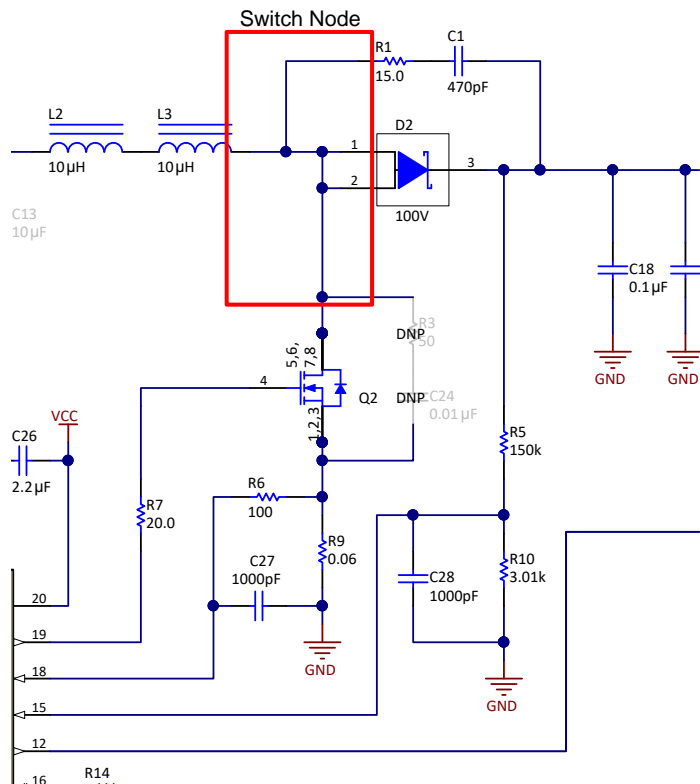 Switch Node
R1
15.0
C1
470pF
L2
10µH
L3
10µH
1
2
D2
3
100V
C13
10µF
C18
0.1µF
GND
GND
DNP
R3
50
5,6,
7,8
4
Q2
DNP
C24
0.01µF
1,2,3
VCC
C26
2.2µF
R7
20.0
R6
100
R5
150k
R9
0.06
C27
1000pF
C28
1000pF
R10
3.01k
GND
GND
20
19
18
15
12
16
R14